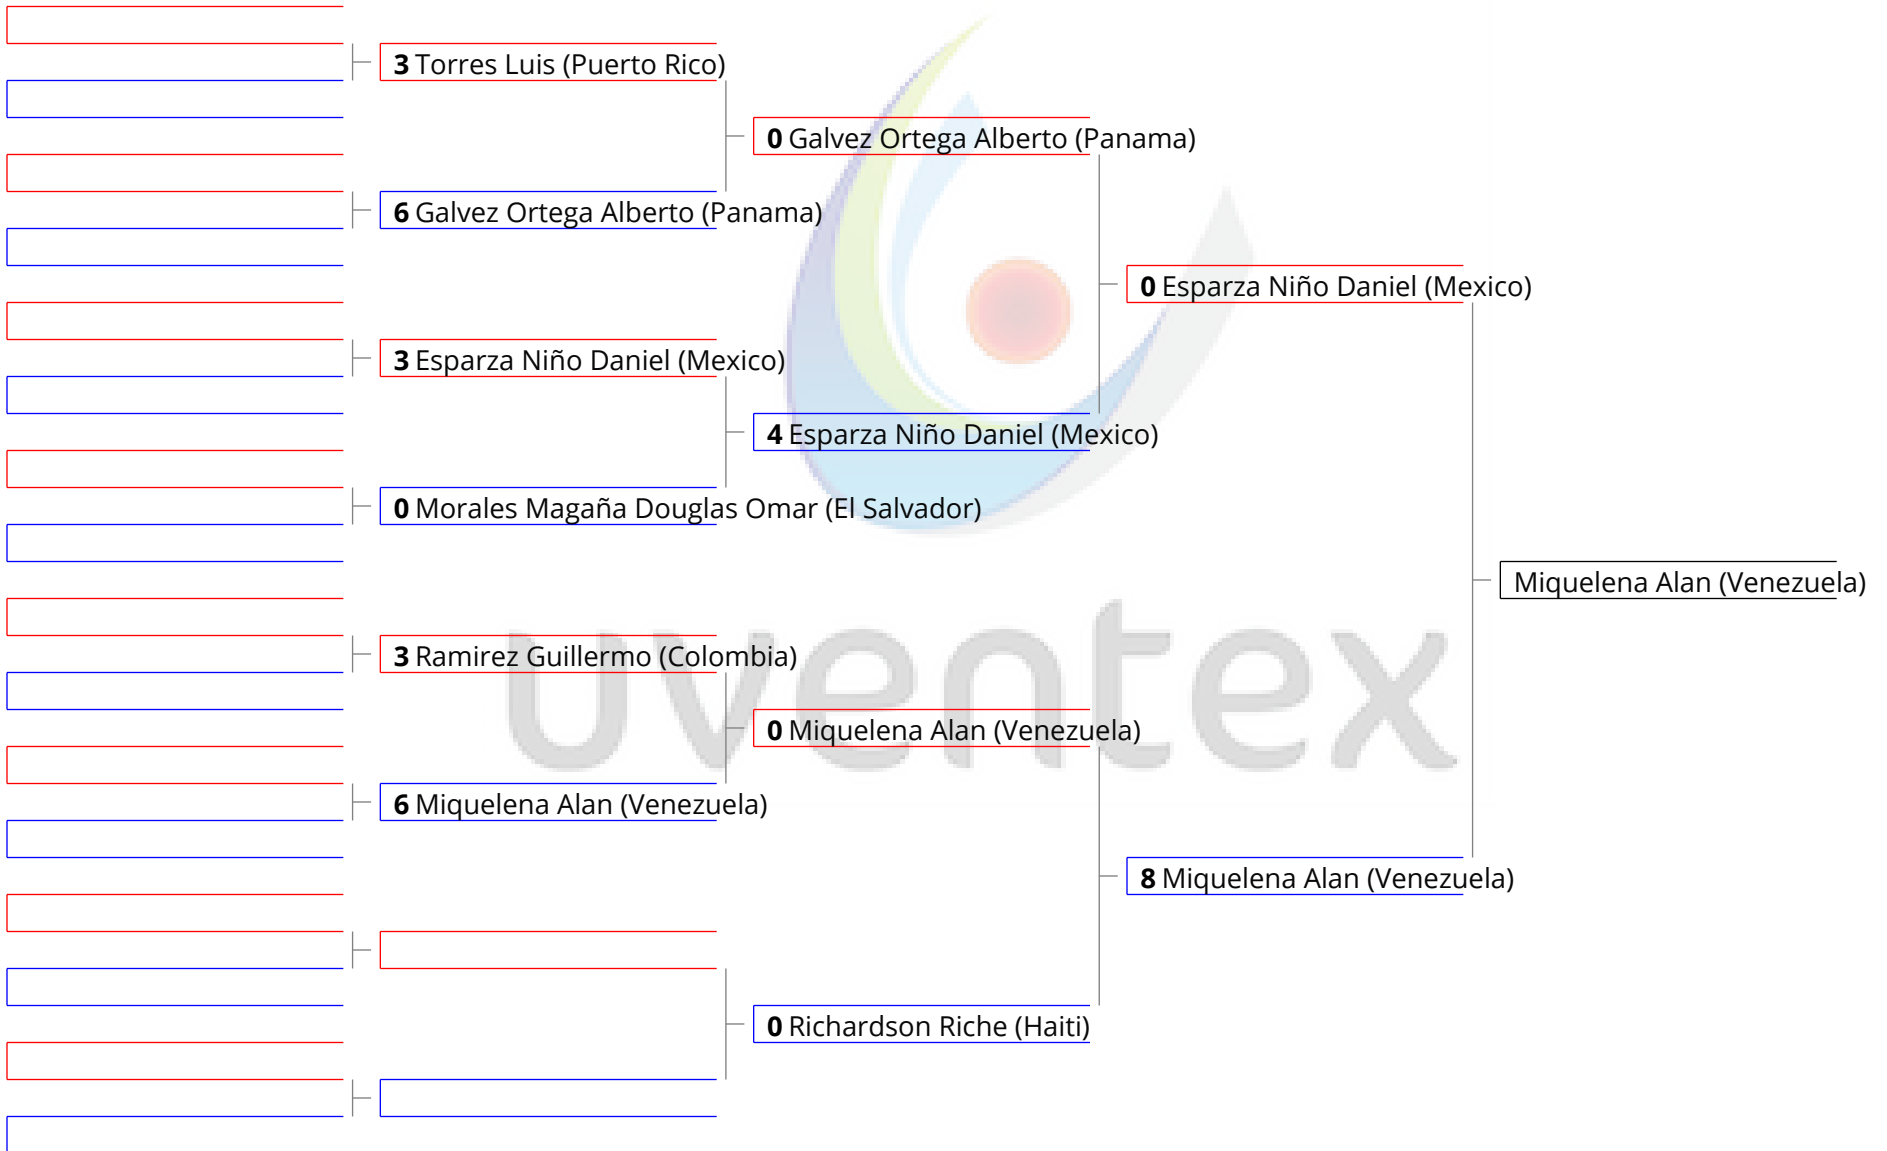 3 Torres Luis (Puerto Rico)
0 Galvez Ortega Alberto (Panama)
6 Galvez Ortega Alberto (Panama)
0 Esparza Niño Daniel (Mexico)
3 Esparza Niño Daniel (Mexico)
4 Esparza Niño Daniel (Mexico)
0 Morales Magaña Douglas Omar (El Salvador)
Miquelena Alan (Venezuela)
3 Ramirez Guillermo (Colombia)
uventex
0 Miquelena Alan (Venezuela)
6 Miquelena Alan (Venezuela)
8 Miquelena Alan (Venezuela)
0 Richardson Riche (Haiti)